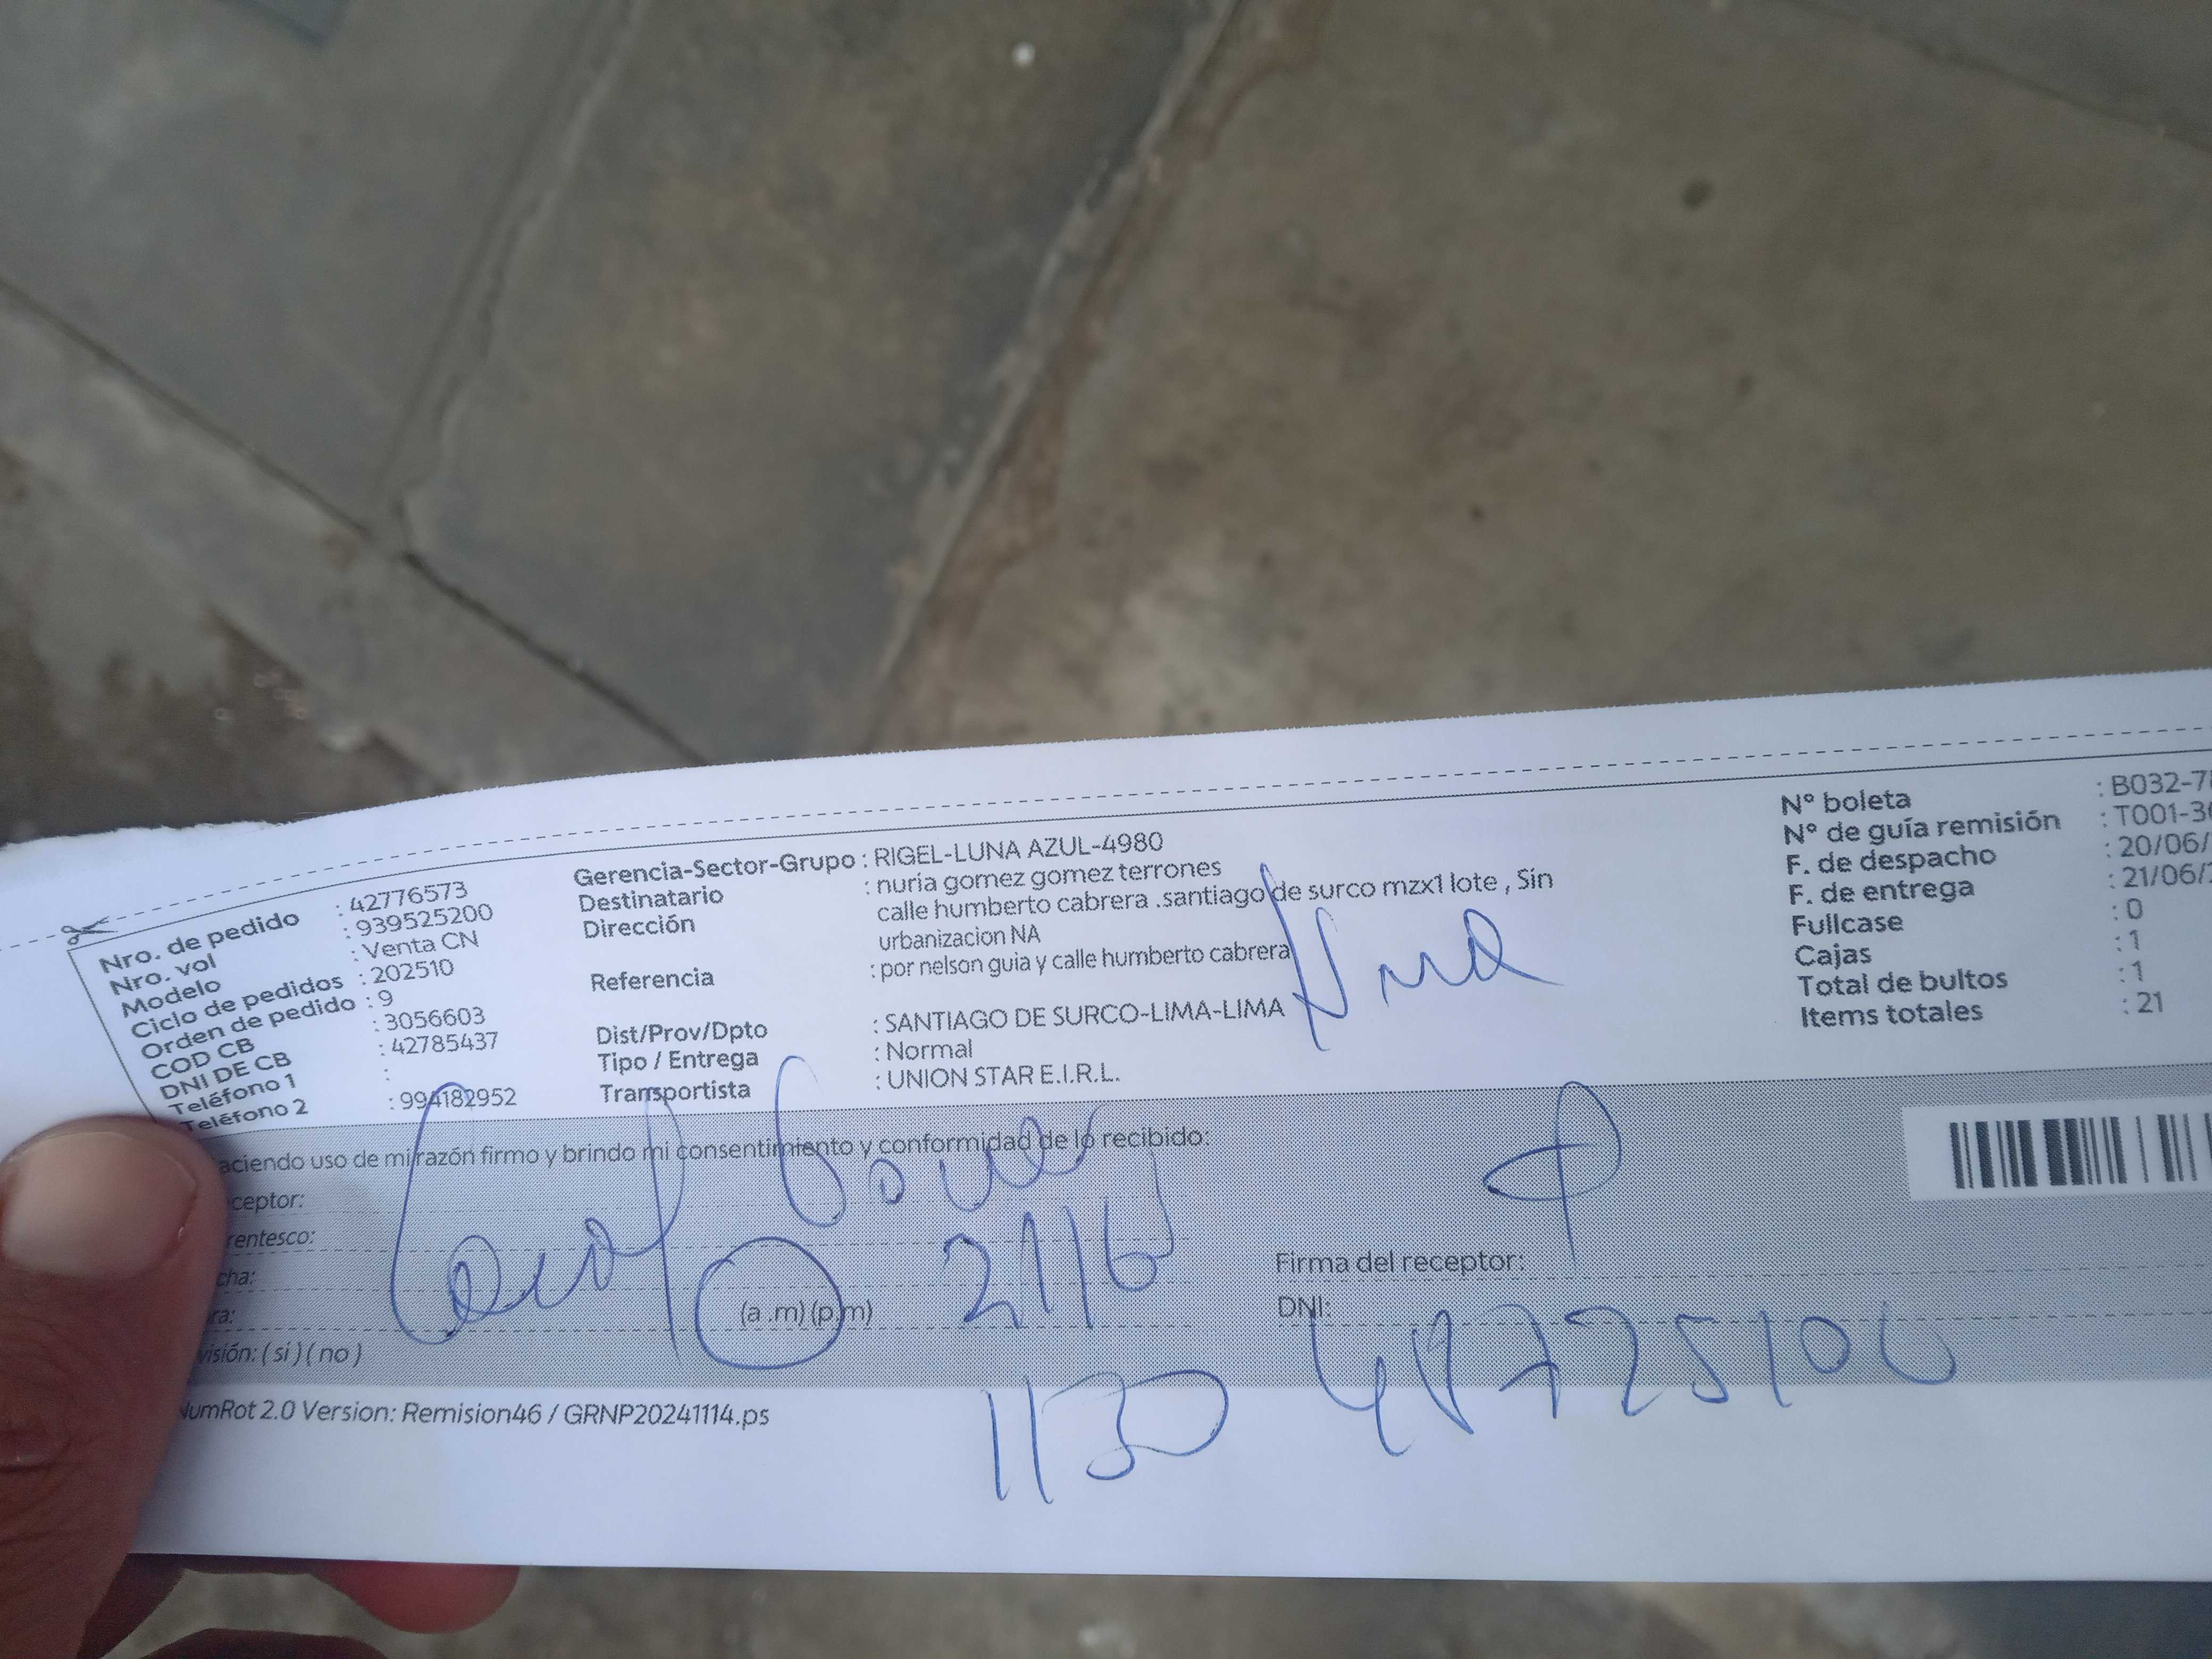 Nro. de pedido : 42776573
Nro. vol : 939525200
Modelo : Venta CN
Ciclo de pedidos : 202510
Orden de pedido : 9
COD CB : 3056603
DNI DE CB : 42785437
Teléfono 1 :
Teléfono 2 : 994182952
Gerencia-Sector-Grupo : RIGEL-LUNA AZUL-4980
Destinatario : nuria gomez gomez terrones
Dirección calle humberto cabrera .santiago de surco mzx1 lote , Sin
urbanizacion NA
Referencia : por nelson guia y calle humberto cabrera
Dist/Prov/Dpto : SANTIAGO DE SURCO-LIMA-LIMA
Tipo / Entrega : Normal
Transportista : UNION STAR E.I.R.L.
N° boleta : B032-7
N° de guía remisión : T001-3
F. de despacho : 20/06/
F. de entrega : 21/06/
Fullcase : 0
Cajas : 1
Total de bultos : 1
Items totales : 21
aciendo uso de mi razón firmo y brindo mi consentimiento y conformidad de lo recibido:
ceptor:
rentesco:
cha: 2116
ra: (a .m) (p.m) 1130
visión: ( si ) ( no )
Firma del receptor:
DNI:
NumRot 2.0 Version: Remision46 / GRNP20241114.ps